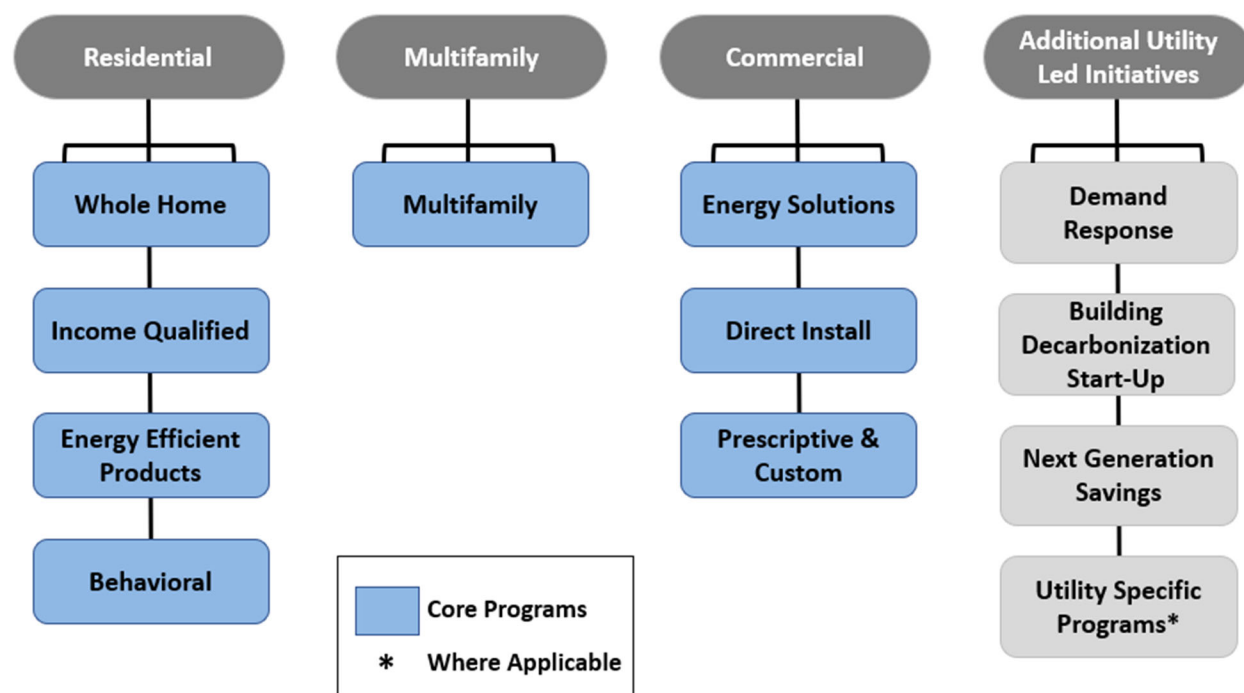 Residential
Whole Home
Income Qualified
Energy Efficient
Products
Behavioral
Multifamily
Multifamily
Commercial
Energy Solutions
Direct Install
Prescriptive &
Custom
Additional Utility
Led Initiatives
Demand
Response
Building
Decarbonization
Start-Up
Next Generation
Savings
Utility Specific
Programs*
Core Programs
* Where Applicable